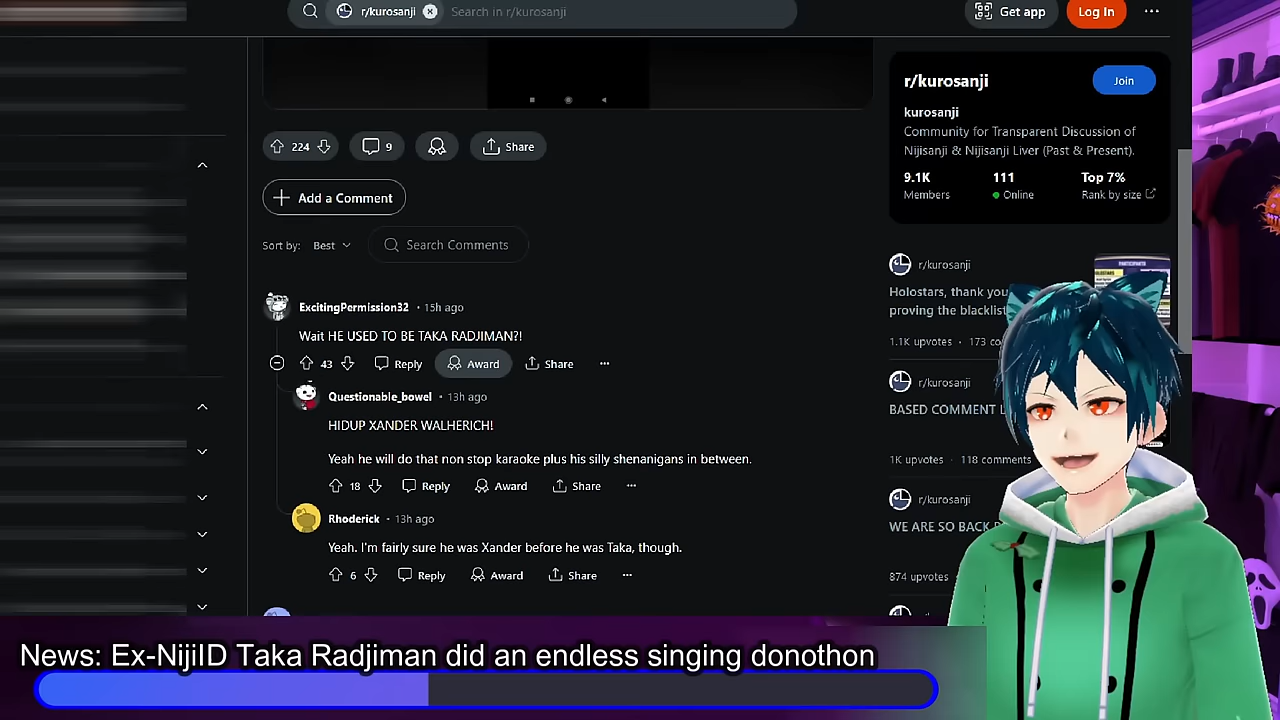 r/kurosanji
Search in r/kurosanji
Get app
Log In
224
9
Share
Add a Comment
Sort by: Best
Search Comments
ExcitingPermission32 • 15h ago
Wait HE USED TO BE TAKA RADJIMAN?!
43
Reply
Award
Share
Questionable_bowel • 13h ago
HIDUP XANDER WALHERICH!
Yeah he will do that non stop karaoke plus his silly shenanigans in between.
18
Reply
Award
Share
Rhoderick • 13h ago
Yeah. I'm fairly sure he was Xander before he was Taka, though.
6
Reply
Award
Share
r/kurosanji
Join
kurosanji
Community for Transparent Discussion of
Nijisanji & Nijisanji Liver (Past & Present).
9.1K
111
Top 7%
Members
Online
Rank by size
r/kurosanji
Holostars, thank you
proving the blacklist
1.1K upvotes • 173 co
r/kurosanji
BASED COMMENT
1K upvotes • 118 comments
r/kurosanji
WE ARE SO BACK
874 upvotes
News: Ex-NijiID Taka Radjiman did an endless singing donothon